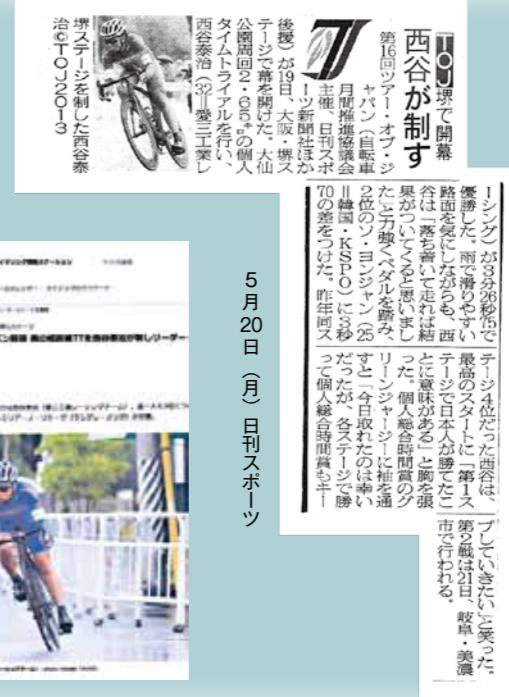 TOJ堺で開幕
西谷が制す
第16回ツアー・オブ・ジ
ャパン（自転車
月間推進協議会
主催、日刊スポ
ーツ新聞社ほか
後援）が19日、大阪・堺ス
テージで幕を開けた。大仙
公園周回2・65㌔の個人
タイムトライアルを行い、
西谷泰治（32＝愛三工業レ
堺ステージを制した西谷泰
治©TOJ2013
ーシング）が3分26秒75で
優勝した。雨で滑りやすい
路面を気にしながらも、西
谷は「落ち着いて走れば結
果がついてくると思いまし
た」と力強くペダルを踏み、
2位のソ・ヨンジャン（25
＝韓国・KSPO）に3秒
70の差をつけた。昨年同ス
テージ4位だった西谷は、
最高のスタートに「第1ス
テージで日本人が勝てたこ
とに意味がある」と胸を張
った。個人総合時間賞のグ
リーンジャージーに袖を通
すと「今日取れたのは幸い
だったが、各ステージで勝
って個人総合時間賞もキー
プしていきたい」と笑った。
第2戦は21日、岐阜・美濃
市で行われる。
5月20日（月）日刊スポーツ